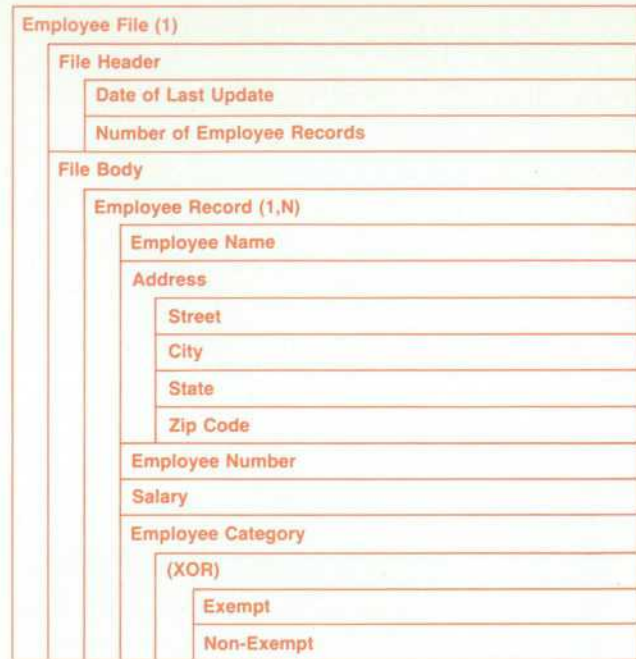 Employee File (1)
File Header
Date of Last Update
Number of Employee Records
File Body
Employee Record (1,N)
Employee Name
Address
Street
City
State
Zip Code
Employee Number
Salary
Employee Category
(XOR)
Exempt
Non-Exempt